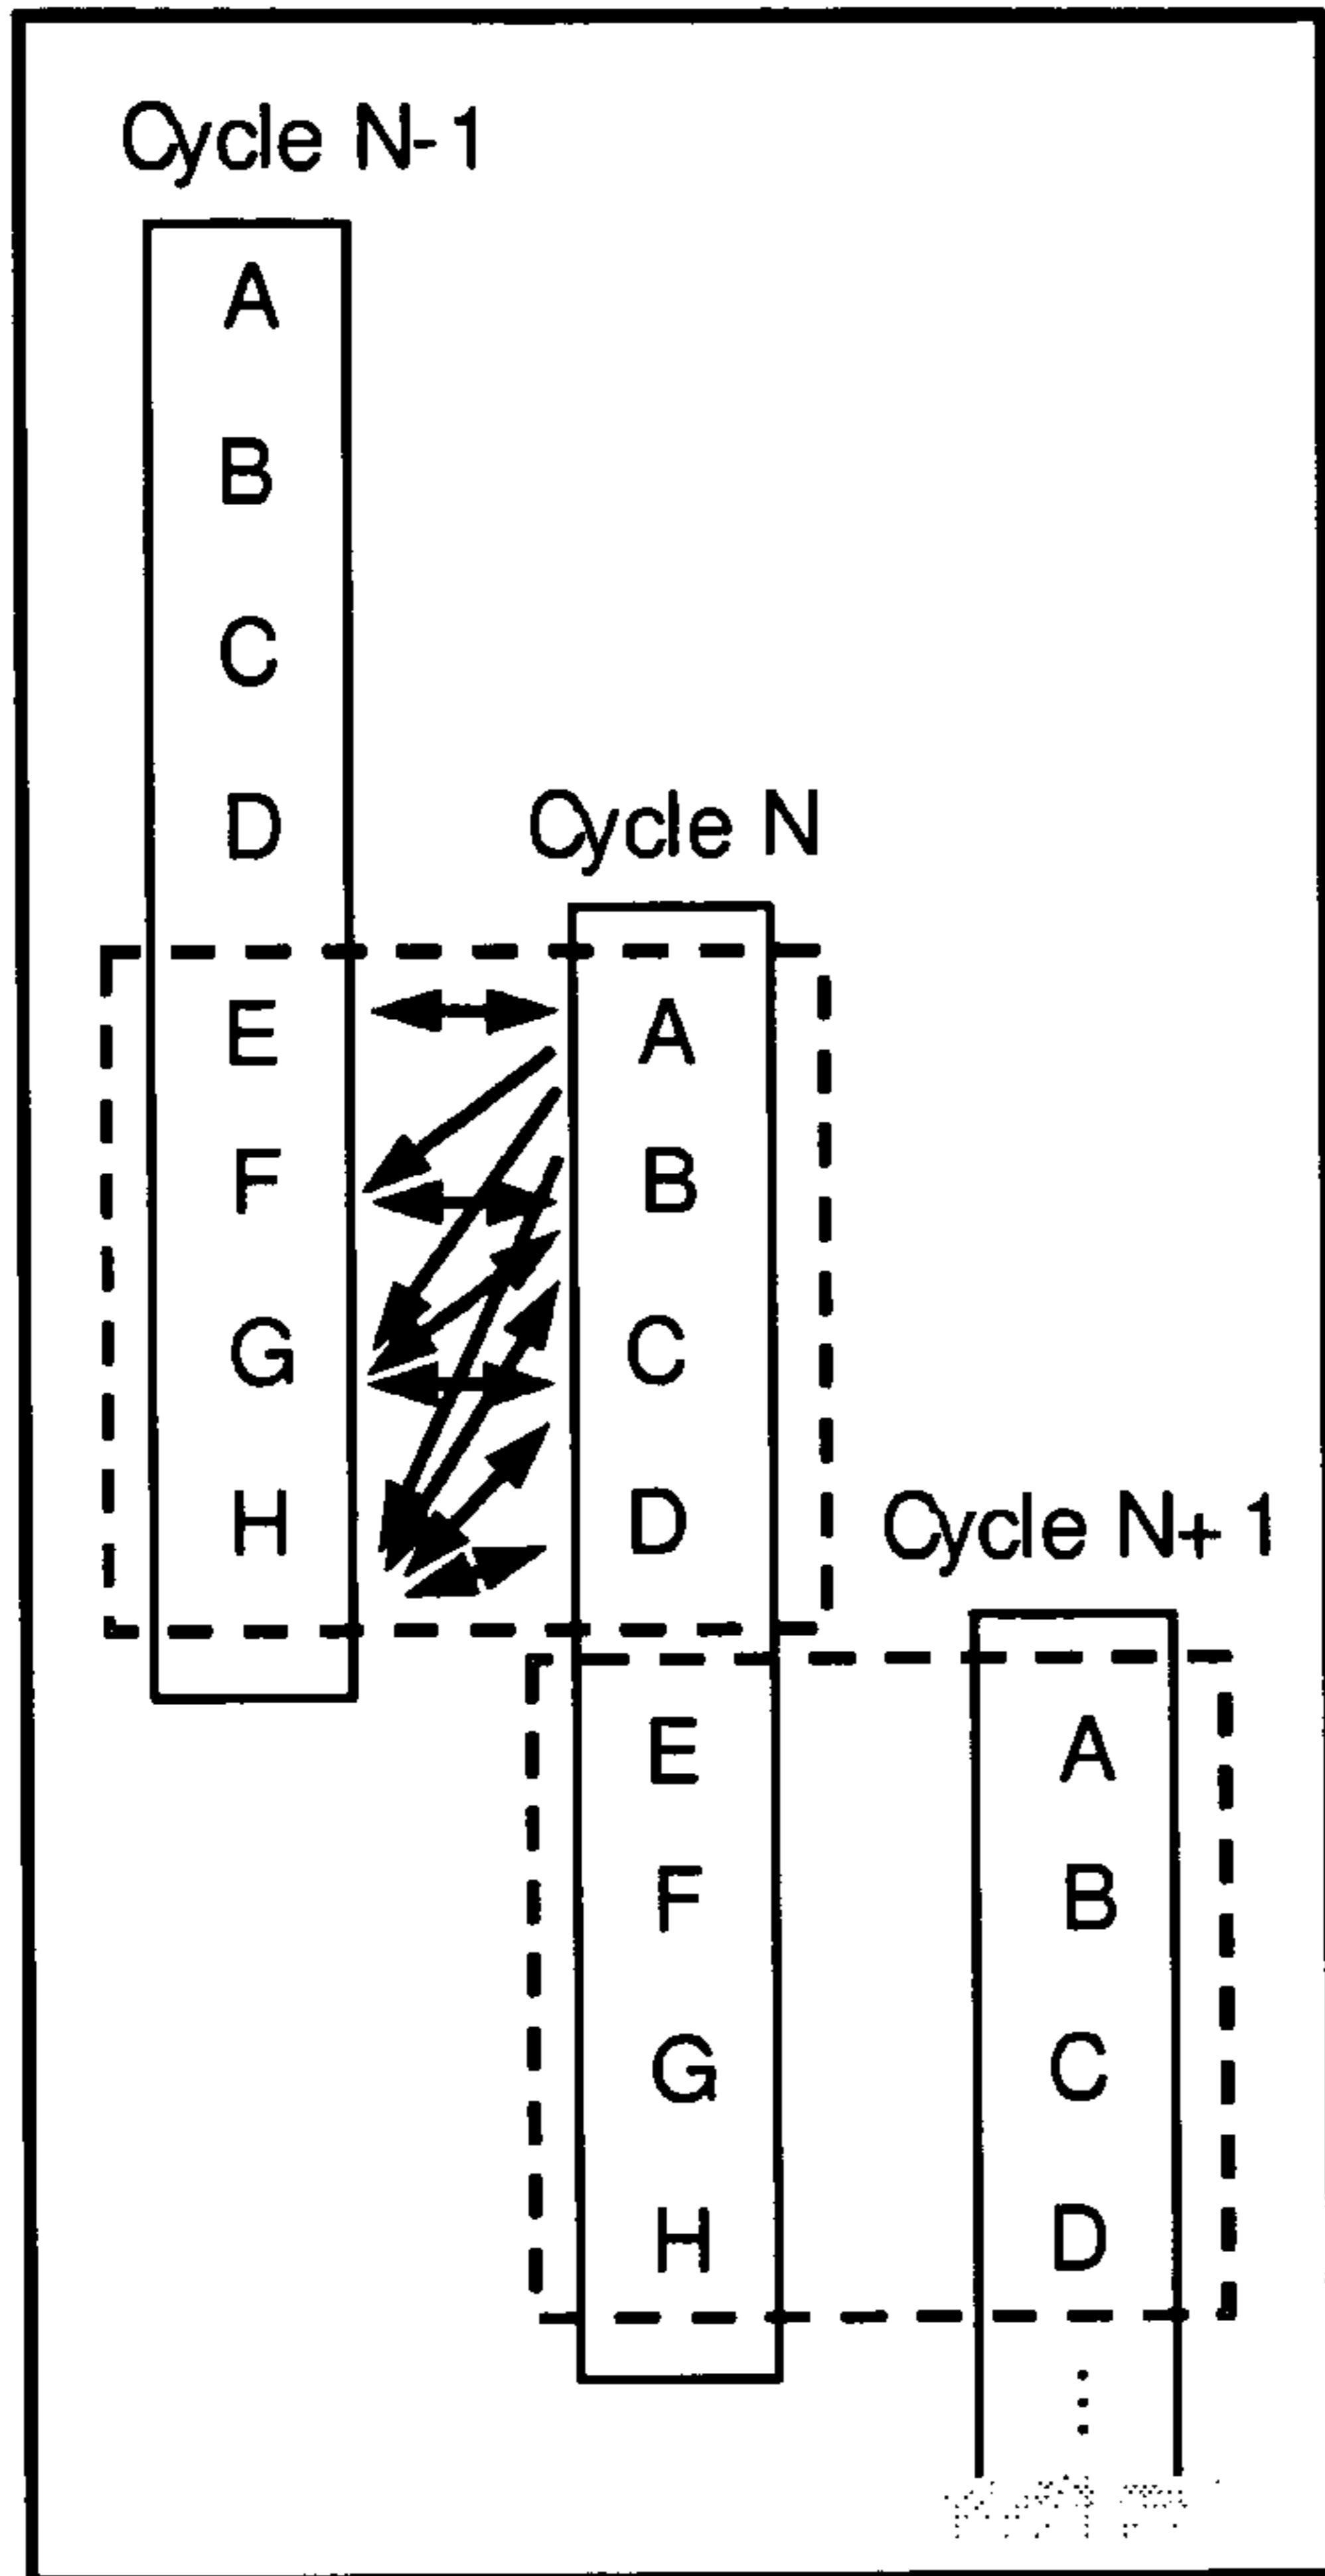 Cycle N-1
A
B
C
D
Cycle N
E A
F B
G C
H D
Cycle N+1
E A
F B
G C
H D
⋮